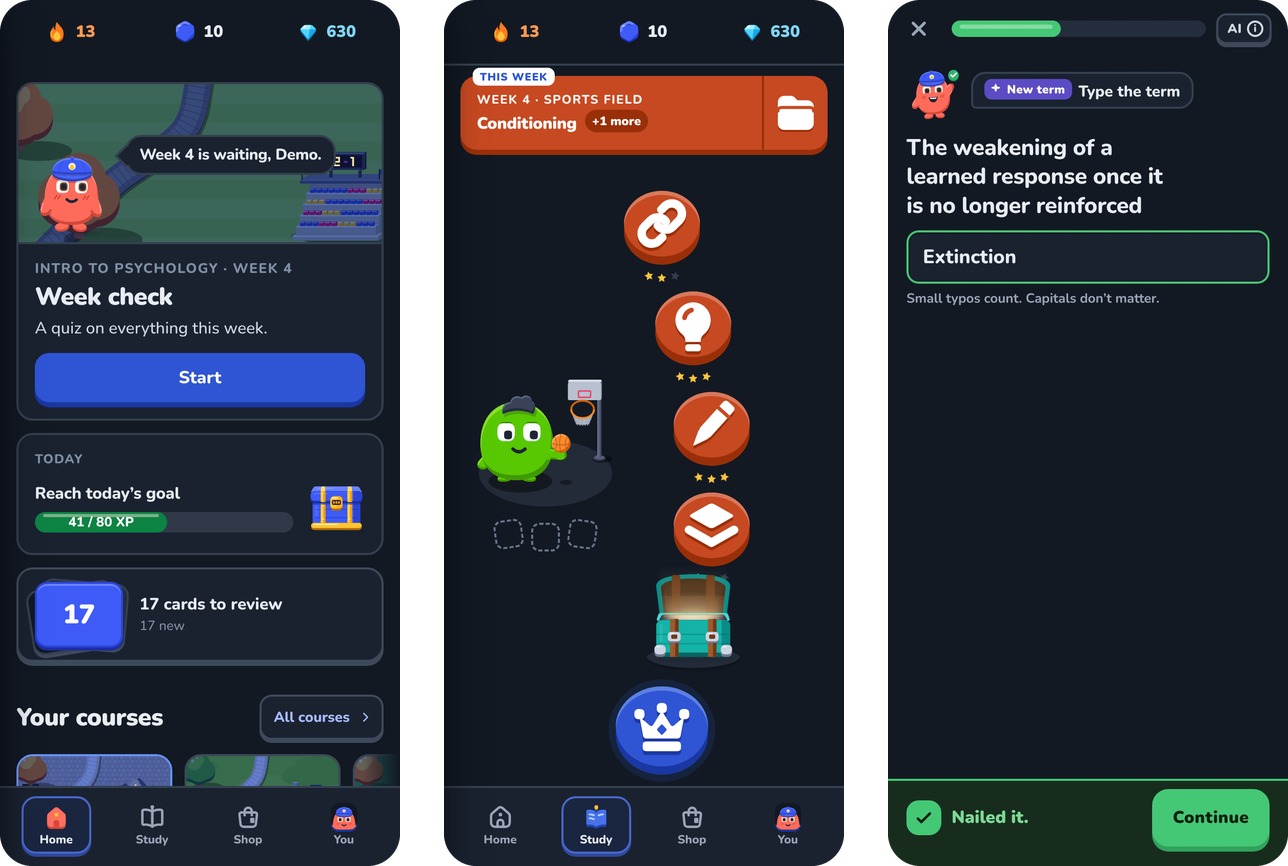 13
10
630
Week 4 is waiting, Demo.
2-1
INTRO TO PSYCHOLOGY · WEEK 4
Week check
A quiz on everything this week.
Start
TODAY
Reach today's goal
41 / 80 XP
17
17 cards to review
17 new
Your courses
All courses
Home
Study
Shop
You
13
10
630
THIS WEEK
WEEK 4 · SPORTS FIELD
Conditioning
+1 more
Home
Study
Shop
You
AI
New term
Type the term
The weakening of a
learned response once it
is no longer reinforced
Extinction
Small typos count. Capitals don't matter.
Nailed it.
Continue